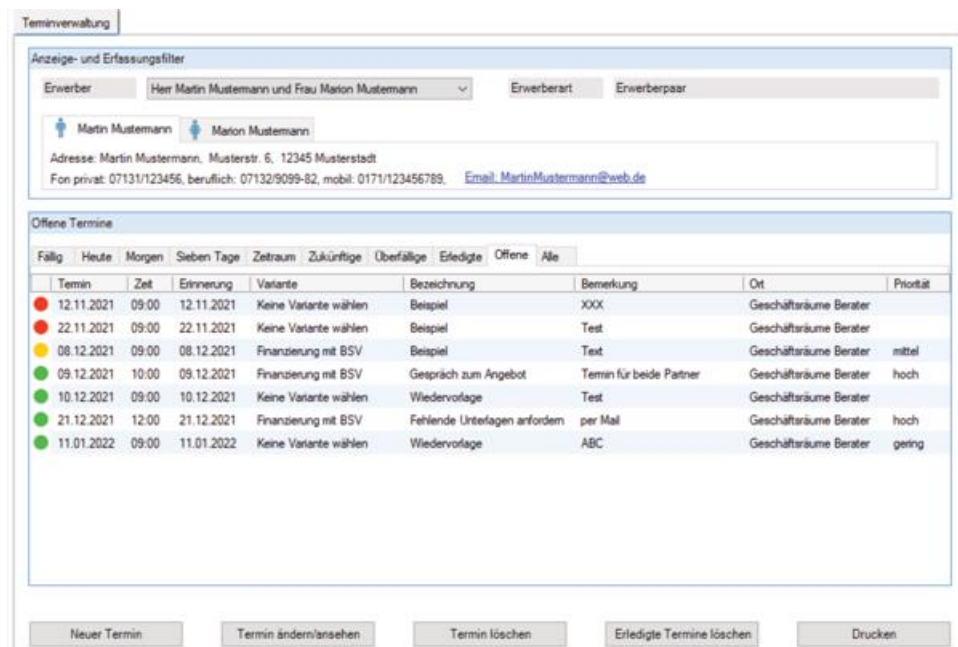 Terminverwaltung
Anzeige- und Erfassungsfilter
Erwerber Herr Martin Mustermann und Frau Marion Mustermann Erwerberart Erwerberpaar
Martin Mustermann Marion Mustermann
Adresse: Martin Mustermann, Musterstr. 6, 12345 Musterstadt
Fon privat: 07131/123456, beruflich: 07132/9099-82, mobil: 0171/123456789, Email: MartinMustermann@web.de
Offene Termine
Fällig Heute Morgen Sieben Tage Zeitraum Zukünftige Überfällige Erledigte Offene Alle
Termin Zeit Erinnerung Variante Bezeichnung Bemerkung Ort Priorität
12.11.2021 09:00 12.11.2021 Keine Variante wählen Beispiel XXX Geschäftsräume Berater
22.11.2021 09:00 22.11.2021 Keine Variante wählen Beispiel Test Geschäftsräume Berater
08.12.2021 09:00 08.12.2021 Finanzierung mit BSV Beispiel Text Geschäftsräume Berater mittel
09.12.2021 10:00 09.12.2021 Finanzierung mit BSV Gespräch zum Angebot Termin für beide Partner Geschäftsräume Berater hoch
10.12.2021 09:00 10.12.2021 Keine Variante wählen Wiedervorlage Test Geschäftsräume Berater
21.12.2021 12:00 21.12.2021 Finanzierung mit BSV Fehlende Unterlagen anfordern per Mail Geschäftsräume Berater hoch
11.01.2022 09:00 11.01.2022 Keine Variante wählen Wiedervorlage ABC Geschäftsräume Berater gering
Neuer Termin Termin ändern/ansehen Termin löschen Erledigte Termine löschen Drucken